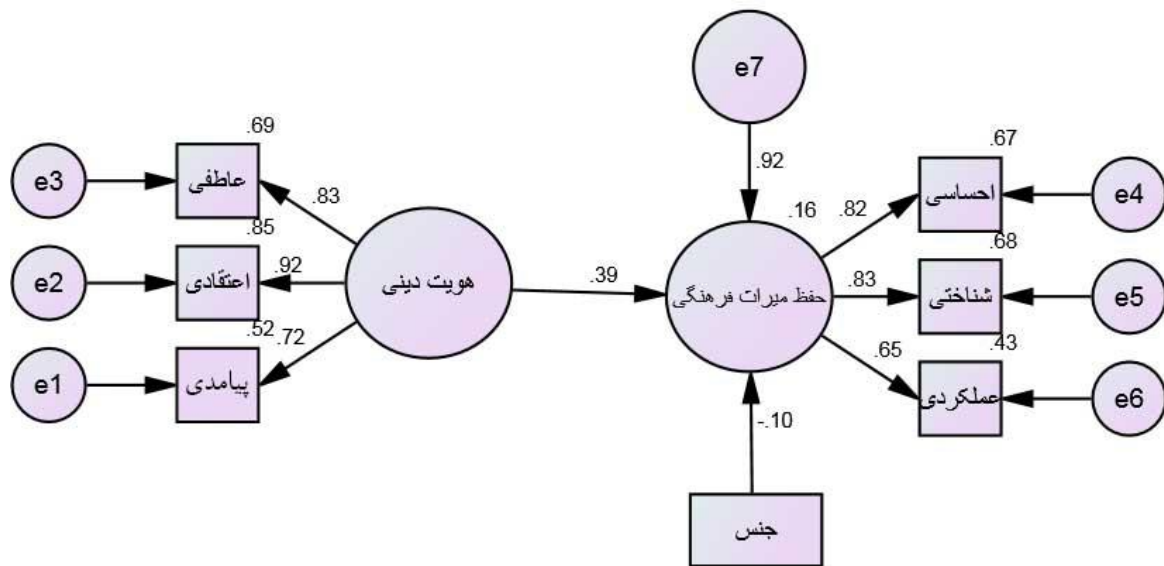 e7
.92
.69
e3
عاطفی
.83
.85
e2
اعتقادی
.92
.52
e1
پیامدی
.72
هویت دینی
.39
.16
حفظ میرات فرهنگی
.82
.67
احساسی
e4
.83
.68
شناختی
e5
.65
.43
عملکردی
e6
-.10
جنس